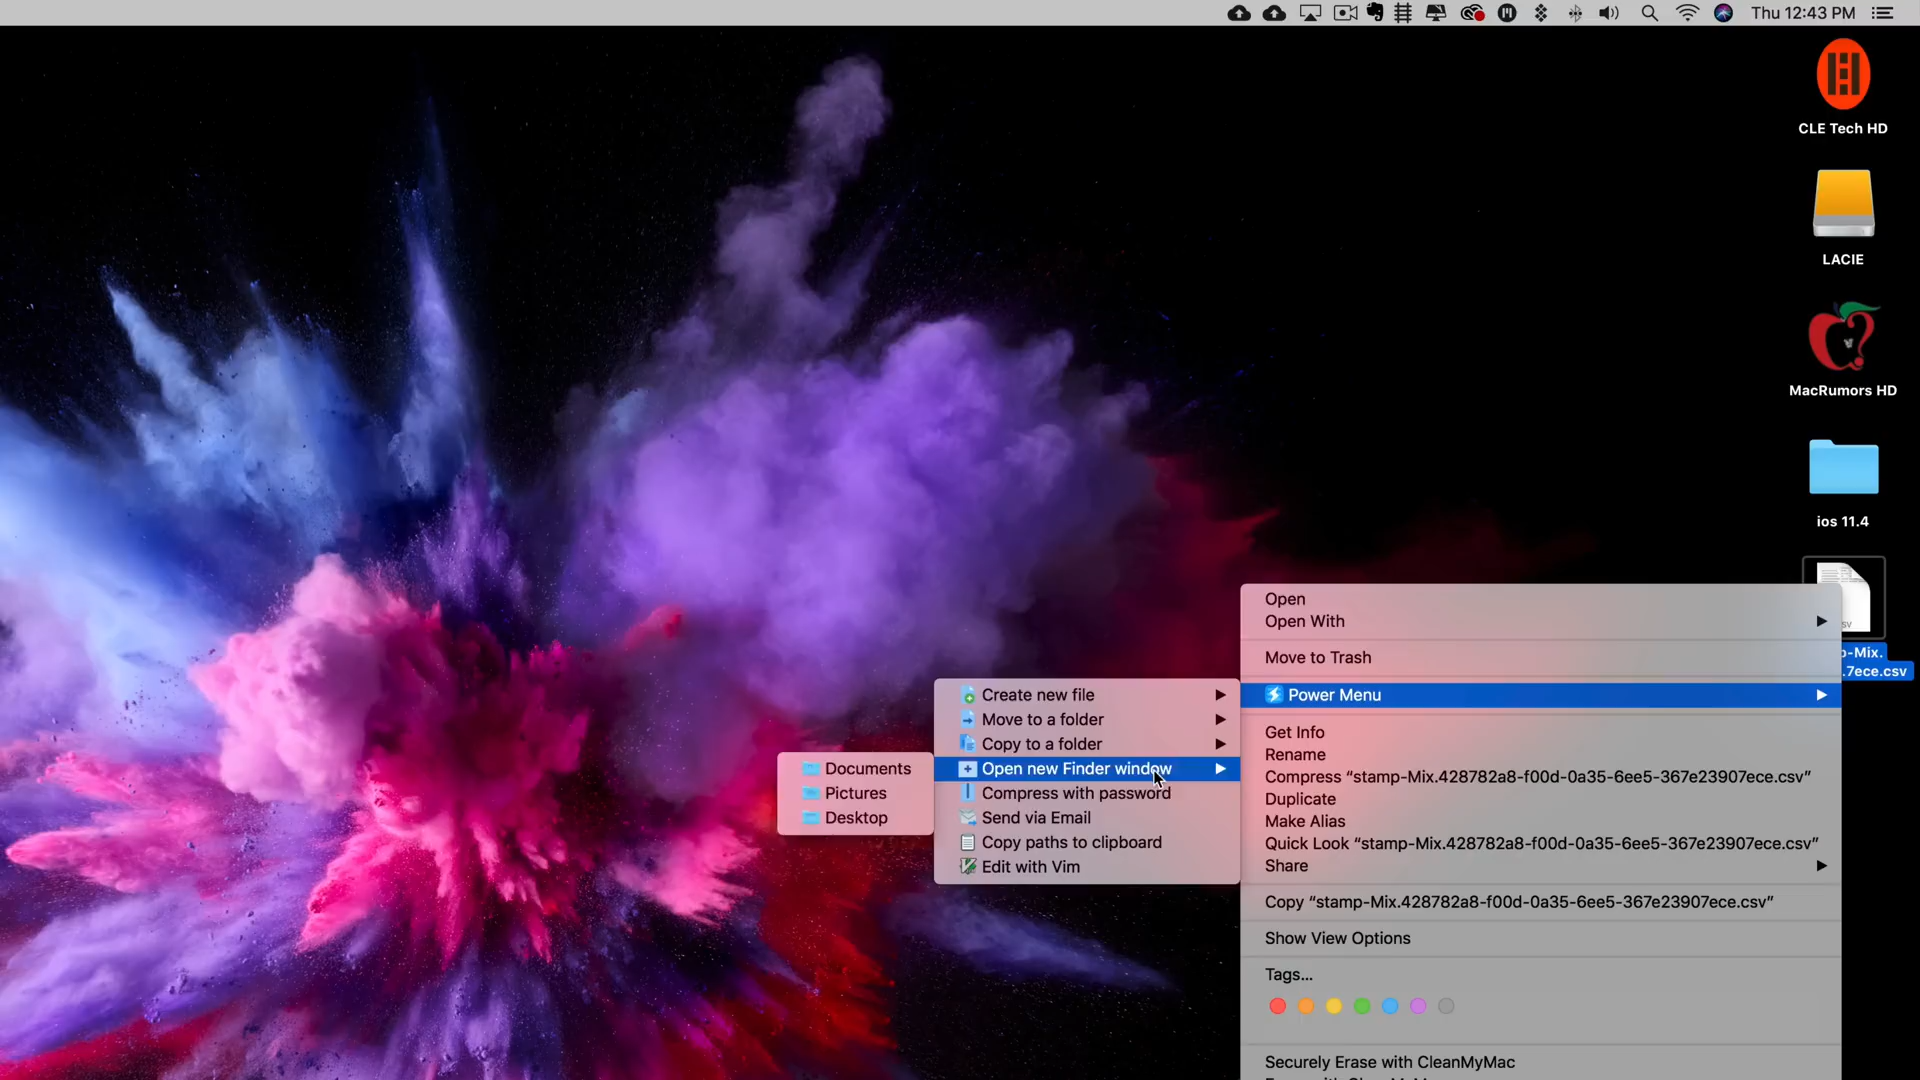 Thu 12:43 PM
CLE Tech HD
LACIE
MacRumors HD
ios 11.4
p-Mix.
.7ece.csv
Open
Open With
Move to Trash
Power Menu
Get Info
Rename
Compress “stamp-Mix.428782a8-f00d-0a35-6ee5-367e23907ece.csv”
Duplicate
Make Alias
Quick Look “stamp-Mix.428782a8-f00d-0a35-6ee5-367e23907ece.csv”
Share
Copy “stamp-Mix.428782a8-f00d-0a35-6ee5-367e23907ece.csv”
Show View Options
Tags...
Securely Erase with CleanMyMac
Create new file
Move to a folder
Copy to a folder
Open new Finder window
Compress with password
Send via Email
Copy paths to clipboard
Edit with Vim
Documents
Pictures
Desktop